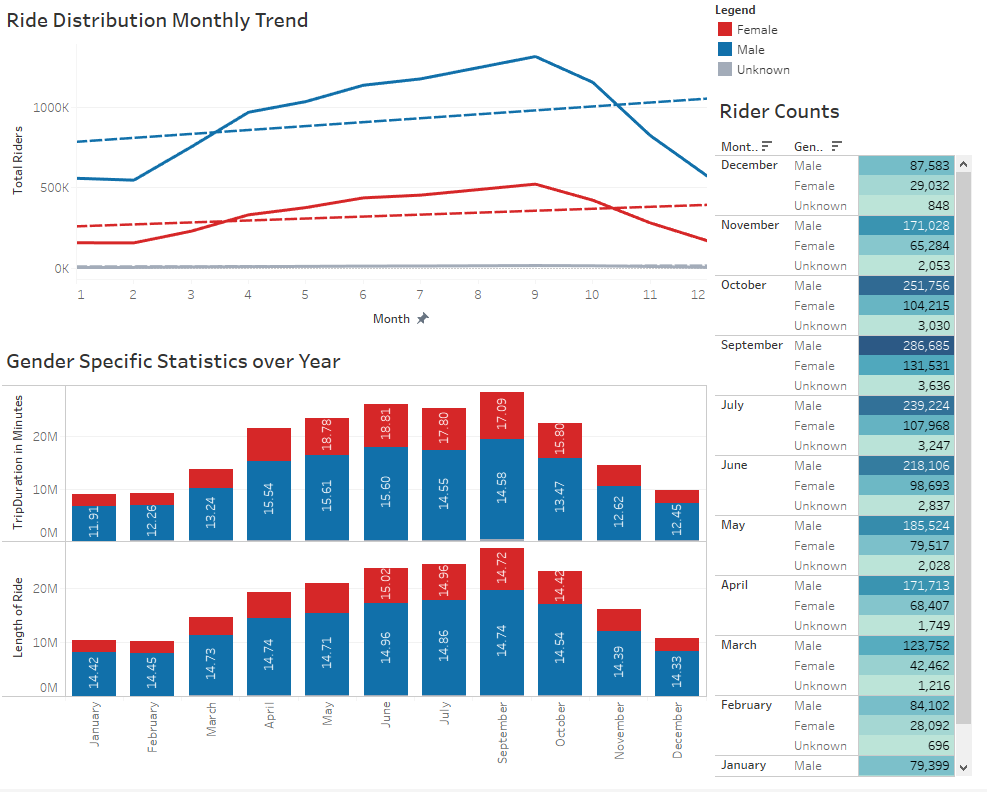 Ride Distribution Monthly Trend
Total Riders
1000K
500K
0K
1 2 3 4 5 6 7 8 9 10 11 12
Month
Gender Specific Statistics over Year
TripDuration in Minutes
20M
10M
0M
11.91 12.26 13.24 15.54 18.78 15.61 18.81 15.60 17.80 14.55 17.09 14.58 15.80 13.47 12.62 12.45
Length of Ride
20M
10M
0M
14.42 14.45 14.73 14.74 14.71 15.02 14.96 14.96 14.86 14.72 14.74 14.42 14.54 14.39 14.33
January February March April May June July September October November December
Legend
Female
Male
Unknown
Rider Counts
Mont.. Gen..
December Male 87,583
Female 29,032
Unknown 848
November Male 171,028
Female 65,284
Unknown 2,053
October Male 251,756
Female 104,215
Unknown 3,030
September Male 286,685
Female 131,531
Unknown 3,636
July Male 239,224
Female 107,968
Unknown 3,247
June Male 218,106
Female 98,693
Unknown 2,837
May Male 185,524
Female 79,517
Unknown 2,028
April Male 171,713
Female 68,407
Unknown 1,749
March Male 123,752
Female 42,462
Unknown 1,216
February Male 84,102
Female 28,092
Unknown 696
January Male 79,399